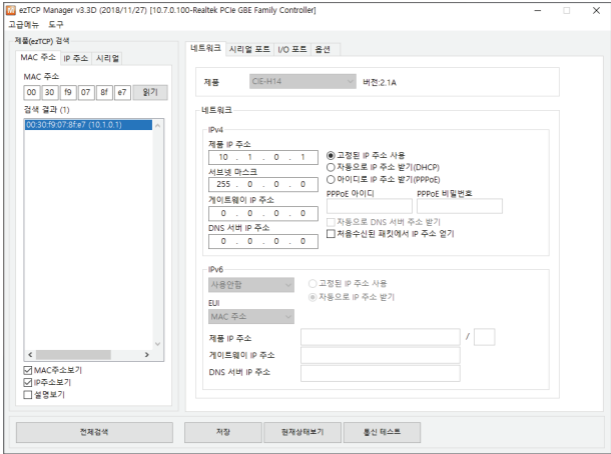 ezTCP Manager v3.3D (2018/11/27) [10.7.0.100-Realtek PCIe GBE Family Controller]
고급메뉴 도구
제품(ezTCP) 검색
MAC 주소 IP 주소 시리얼
MAC 주소
00 30 f9 07 8f e7 읽기
검색 결과 (1)
00:30:f9:07:8f:e7 (10.1.0.1)
MAC주소보기
IP주소보기
설명보기
전체검색
네트워크 시리얼 포트 I/O 포트 옵션
제품 CIE-H14 버전:2.1A
네트워크
IPv4
제품 IP 주소
10 . 1 . 0 . 1
서브넷 마스크
255 . 0 . 0 . 0
게이트웨이 IP 주소
0 . 0 . 0 . 0
DNS 서버 IP 주소
0 . 0 . 0 . 0
고정된 IP 주소 사용
자동으로 IP 주소 받기(DHCP)
아이디로 IP 주소 받기(PPPoE)
PPPoE 아이디 PPPoE 비밀번호
자동으로 DNS 서버 주소 받기
처음수신된 패킷에서 IP 주소 얻기
IPv6
사용안함
고정된 IP 주소 사용
자동으로 IP 주소 받기
EUI
MAC 주소
제품 IP 주소 /
게이트웨이 IP 주소
DNS 서버 IP 주소
저장 현재상태보기 통신 테스트